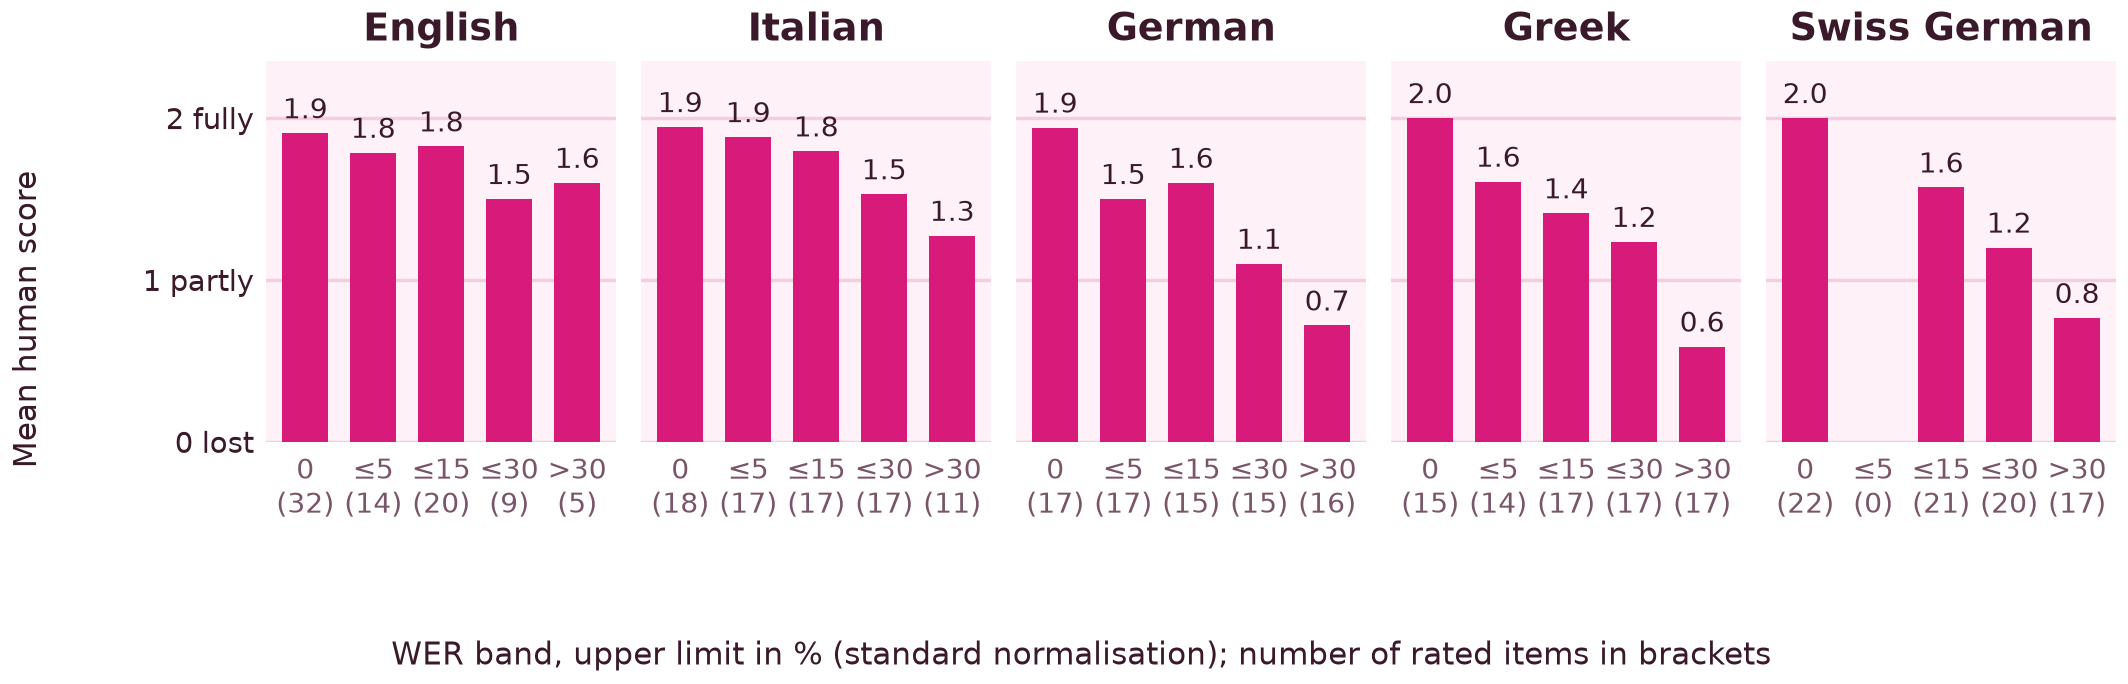 English Italian German Greek Swiss German
Mean human score
2 fully
1 partly
0 lost
1.9 1.8 1.8 1.5 1.6
0 ≤5 ≤15 ≤30 >30
(32) (14) (20) (9) (5)
1.9 1.9 1.8 1.5 1.3
0 ≤5 ≤15 ≤30 >30
(18) (17) (17) (17) (11)
1.9 1.5 1.6 1.1 0.7
0 ≤5 ≤15 ≤30 >30
(17) (17) (15) (15) (16)
2.0 1.6 1.4 1.2 0.6
0 ≤5 ≤15 ≤30 >30
(15) (14) (17) (17) (17)
2.0 1.6 1.2 0.8
0 ≤5 ≤15 ≤30 >30
(22) (0) (21) (20) (17)
WER band, upper limit in % (standard normalisation); number of rated items in brackets